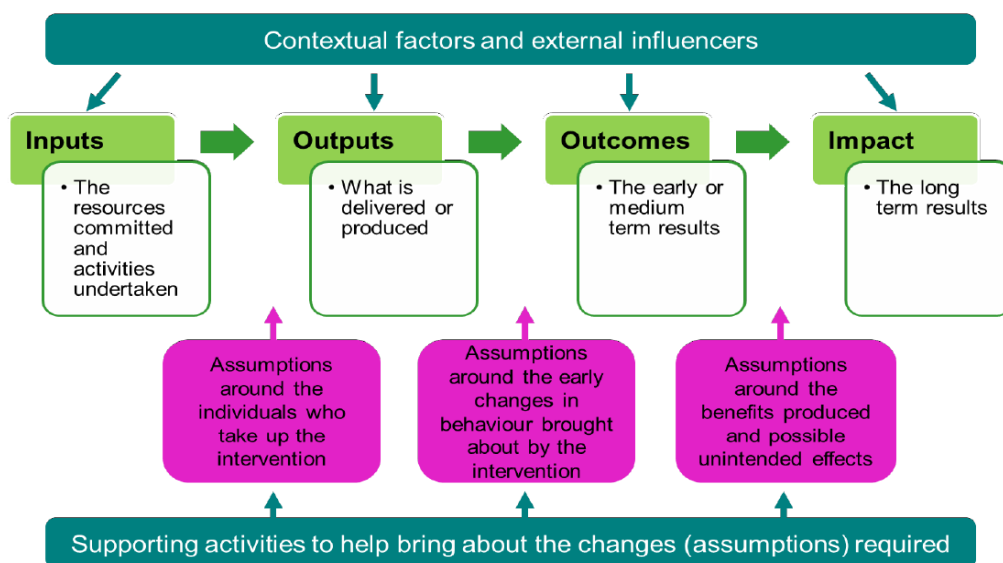 Contextual factors and external influencers
Inputs
• The
resources
committed
and
activities
undertaken
Outputs
• What is
delivered or
produced
Outcomes
• The early or
medium
term results
Impact
• The long
term results
Assumptions
around the
individuals who
take up the
intervention
Assumptions
around the early
changes in
behaviour brought
about by the
intervention
Assumptions
around the
benefits produced
and possible
unintended effects
Supporting activities to help bring about the changes (assumptions) required